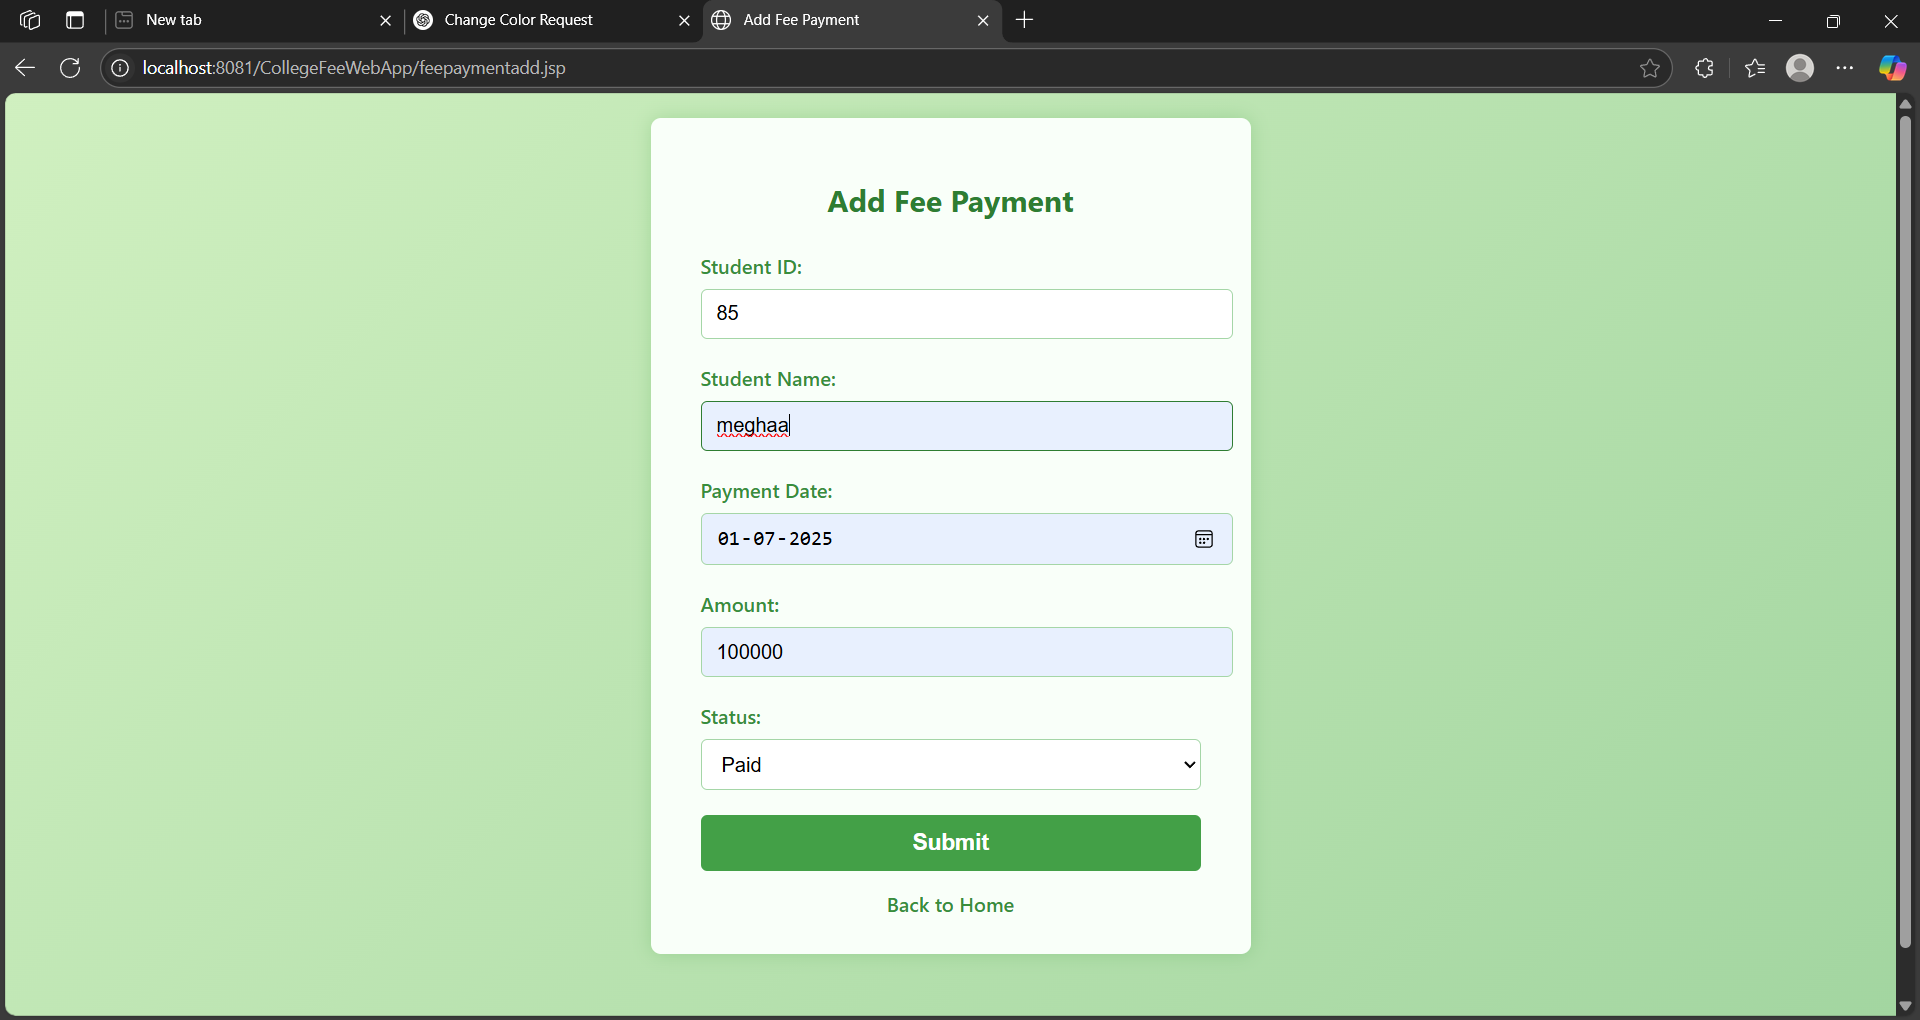 New tab
Change Color Request
Add Fee Payment
localhost:8081/CollegeFeeWebApp/feepaymentadd.jsp
Add Fee Payment
Student ID:
85
Student Name:
meghaa
Payment Date:
01-07-2025
Amount:
100000
Status:
Paid
Submit
Back to Home